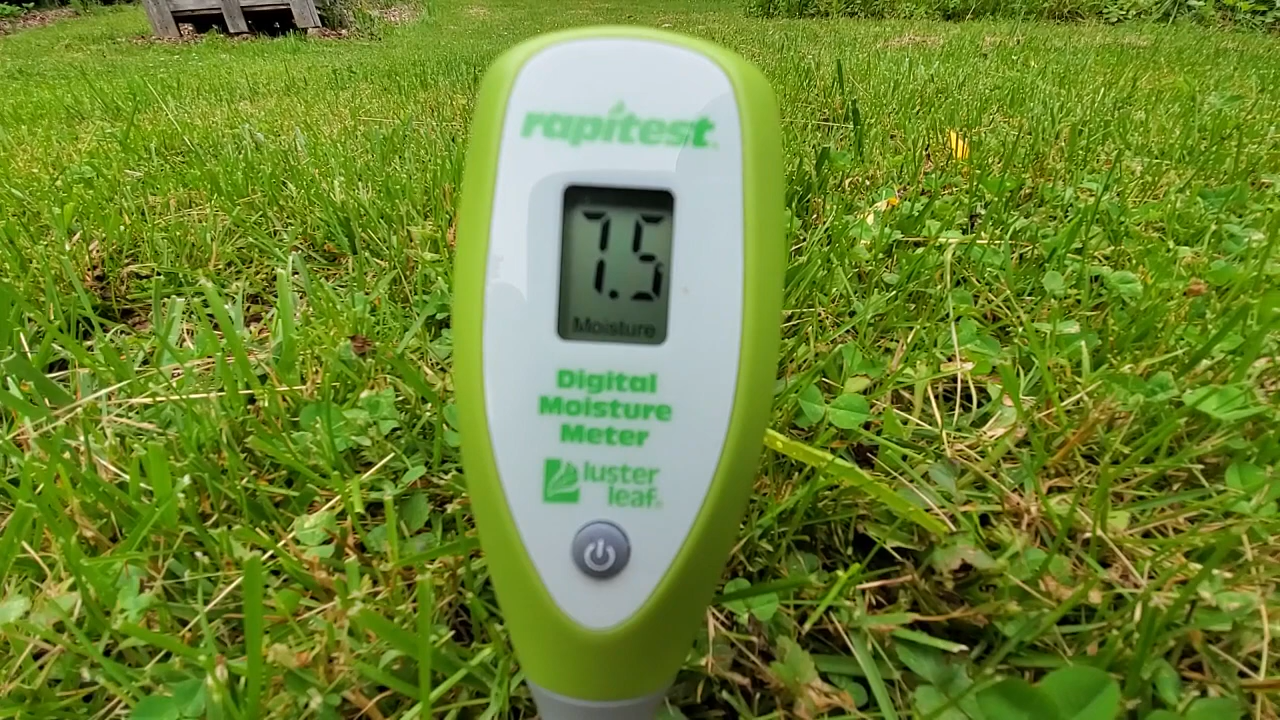 rapitest
7.5
Moisture
Digital
Moisture
Meter
luster
leaf